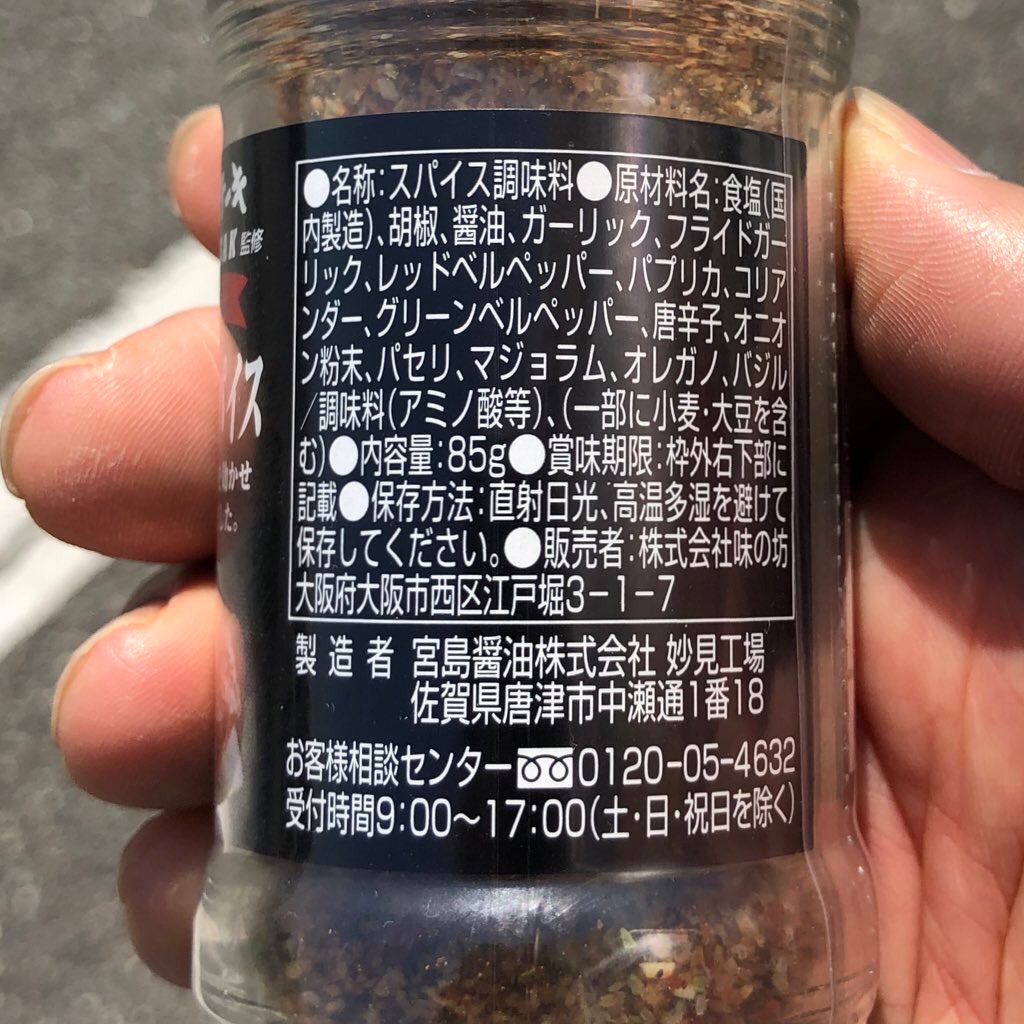 ●名称:スパイス調味料●原材料名:食塩(国
内製造)、胡椒、醤油、ガーリック、フライドガー
リック、レッドベルペッパー、パプリカ、コリア
ンダー、グリーンベルペッパー、唐辛子、オニオ
ン粉末、パセリ、マジョラム、オレガノ、バジル
/調味料(アミノ酸等)、(一部に小麦・大豆を含
む)●内容量:85g●賞味期限:枠外右下部に
記載●保存方法:直射日光、高温多湿を避けて
保存してください。●販売者:株式会社味の坊
大阪府大阪市西区江戸堀3-1-7
製造者 宮島醤油株式会社 妙見工場
佐賀県唐津市中瀬通1番18
お客様相談センター 0120-05-4632
受付時間9:00〜17:00(土・日・祝日を除く)
監修
イス
かせ
した。